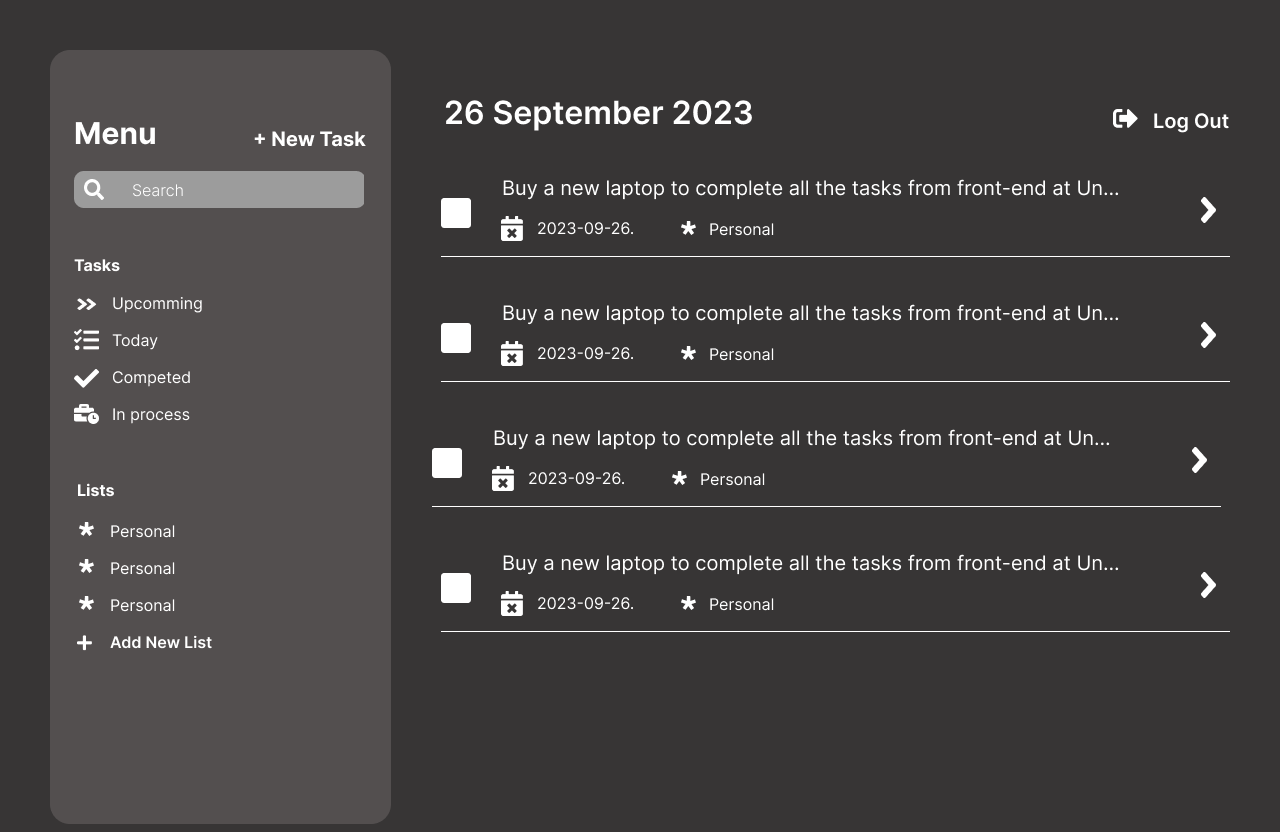 Menu
+ New Task
Search
Tasks
Upcomming
Today
Competed
In process
Lists
Personal
Personal
Personal
Add New List
26 September 2023
Log Out
Buy a new laptop to complete all the tasks from front-end at Un...
2023-09-26. * Personal
Buy a new laptop to complete all the tasks from front-end at Un...
2023-09-26. * Personal
Buy a new laptop to complete all the tasks from front-end at Un...
2023-09-26. * Personal
Buy a new laptop to complete all the tasks from front-end at Un...
2023-09-26. * Personal